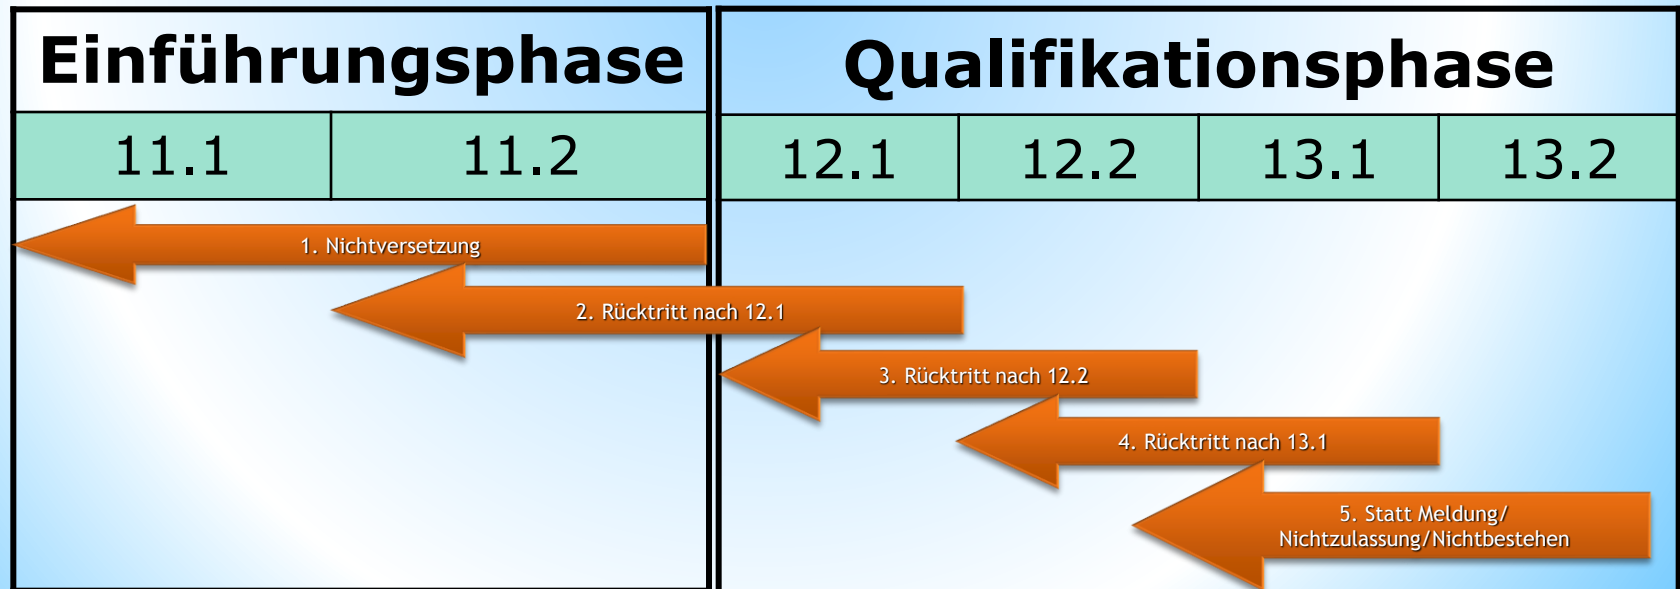 Einführungsphase
Qualifikationsphase
11.1
11.2
12.1
12.2
13.1
13.2
1. Nichtversetzung
2. Rücktritt nach 12.1
3. Rücktritt nach 12.2
4. Rücktritt nach 13.1
5. Statt Meldung/
Nichtzulassung/Nichtbestehen